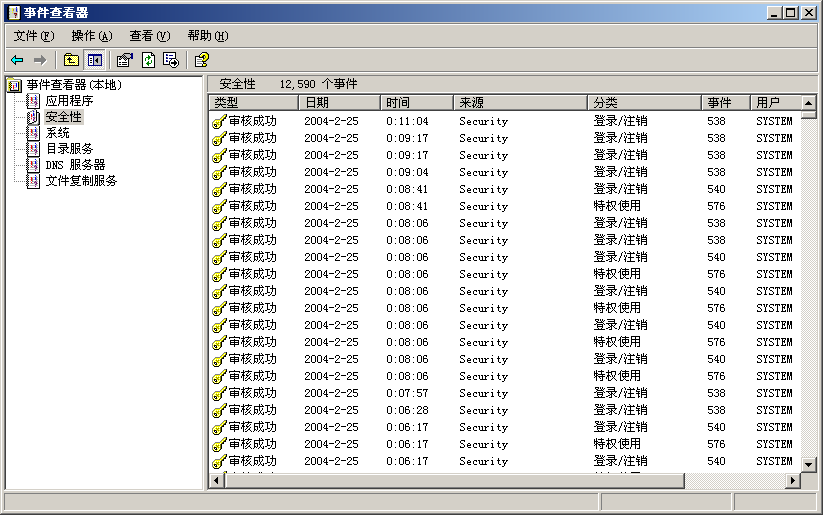 事件查看器
文件(F) 操作(A) 查看(V) 帮助(H)
事件查看器(本地)
应用程序
安全性
系统
目录服务
DNS 服务器
文件复制服务
安全性 12,590 个事件
类型 日期 时间 来源 分类 事件 用户
审核成功 2004-2-25 0:11:04 Security 登录/注销 538 SYSTEM
审核成功 2004-2-25 0:09:17 Security 登录/注销 538 SYSTEM
审核成功 2004-2-25 0:09:17 Security 登录/注销 538 SYSTEM
审核成功 2004-2-25 0:09:04 Security 登录/注销 538 SYSTEM
审核成功 2004-2-25 0:08:41 Security 登录/注销 540 SYSTEM
审核成功 2004-2-25 0:08:41 Security 特权使用 576 SYSTEM
审核成功 2004-2-25 0:08:06 Security 登录/注销 538 SYSTEM
审核成功 2004-2-25 0:08:06 Security 登录/注销 538 SYSTEM
审核成功 2004-2-25 0:08:06 Security 登录/注销 540 SYSTEM
审核成功 2004-2-25 0:08:06 Security 特权使用 576 SYSTEM
审核成功 2004-2-25 0:08:06 Security 登录/注销 540 SYSTEM
审核成功 2004-2-25 0:08:06 Security 特权使用 576 SYSTEM
审核成功 2004-2-25 0:08:06 Security 登录/注销 540 SYSTEM
审核成功 2004-2-25 0:08:06 Security 特权使用 576 SYSTEM
审核成功 2004-2-25 0:08:06 Security 登录/注销 540 SYSTEM
审核成功 2004-2-25 0:08:06 Security 特权使用 576 SYSTEM
审核成功 2004-2-25 0:07:57 Security 登录/注销 538 SYSTEM
审核成功 2004-2-25 0:06:28 Security 登录/注销 538 SYSTEM
审核成功 2004-2-25 0:06:17 Security 登录/注销 540 SYSTEM
审核成功 2004-2-25 0:06:17 Security 特权使用 576 SYSTEM
审核成功 2004-2-25 0:06:17 Security 登录/注销 540 SYSTEM